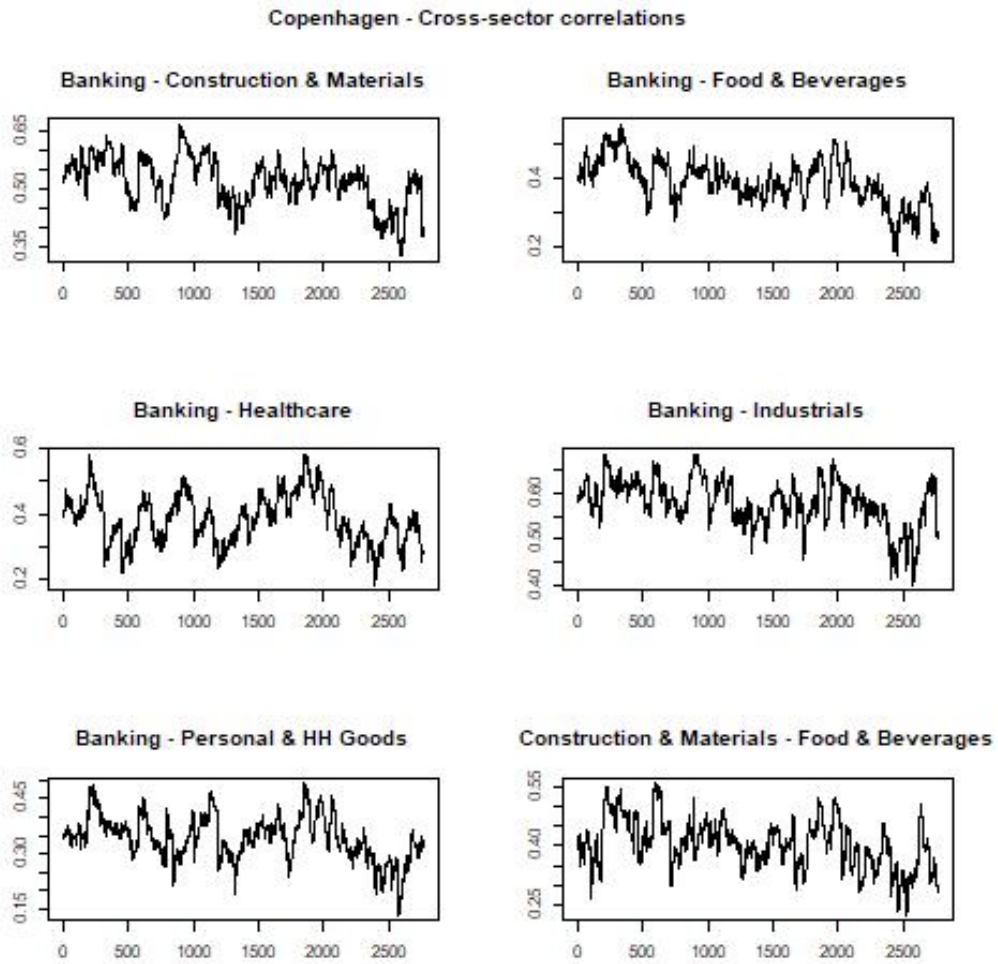 Copenhagen - Cross-sector correlations
Banking - Construction & Materials
0.65
0.50
0.35
0 500 1000 1500 2000 2500
Banking - Food & Beverages
0.4
0.2
0 500 1000 1500 2000 2500
Banking - Healthcare
0.6
0.4
0.2
0 500 1000 1500 2000 2500
Banking - Industrials
0.60
0.50
0.40
0 500 1000 1500 2000 2500
Banking - Personal & HH Goods
0.45
0.30
0.15
0 500 1000 1500 2000 2500
Construction & Materials - Food & Beverages
0.55
0.40
0.25
0 500 1000 1500 2000 2500